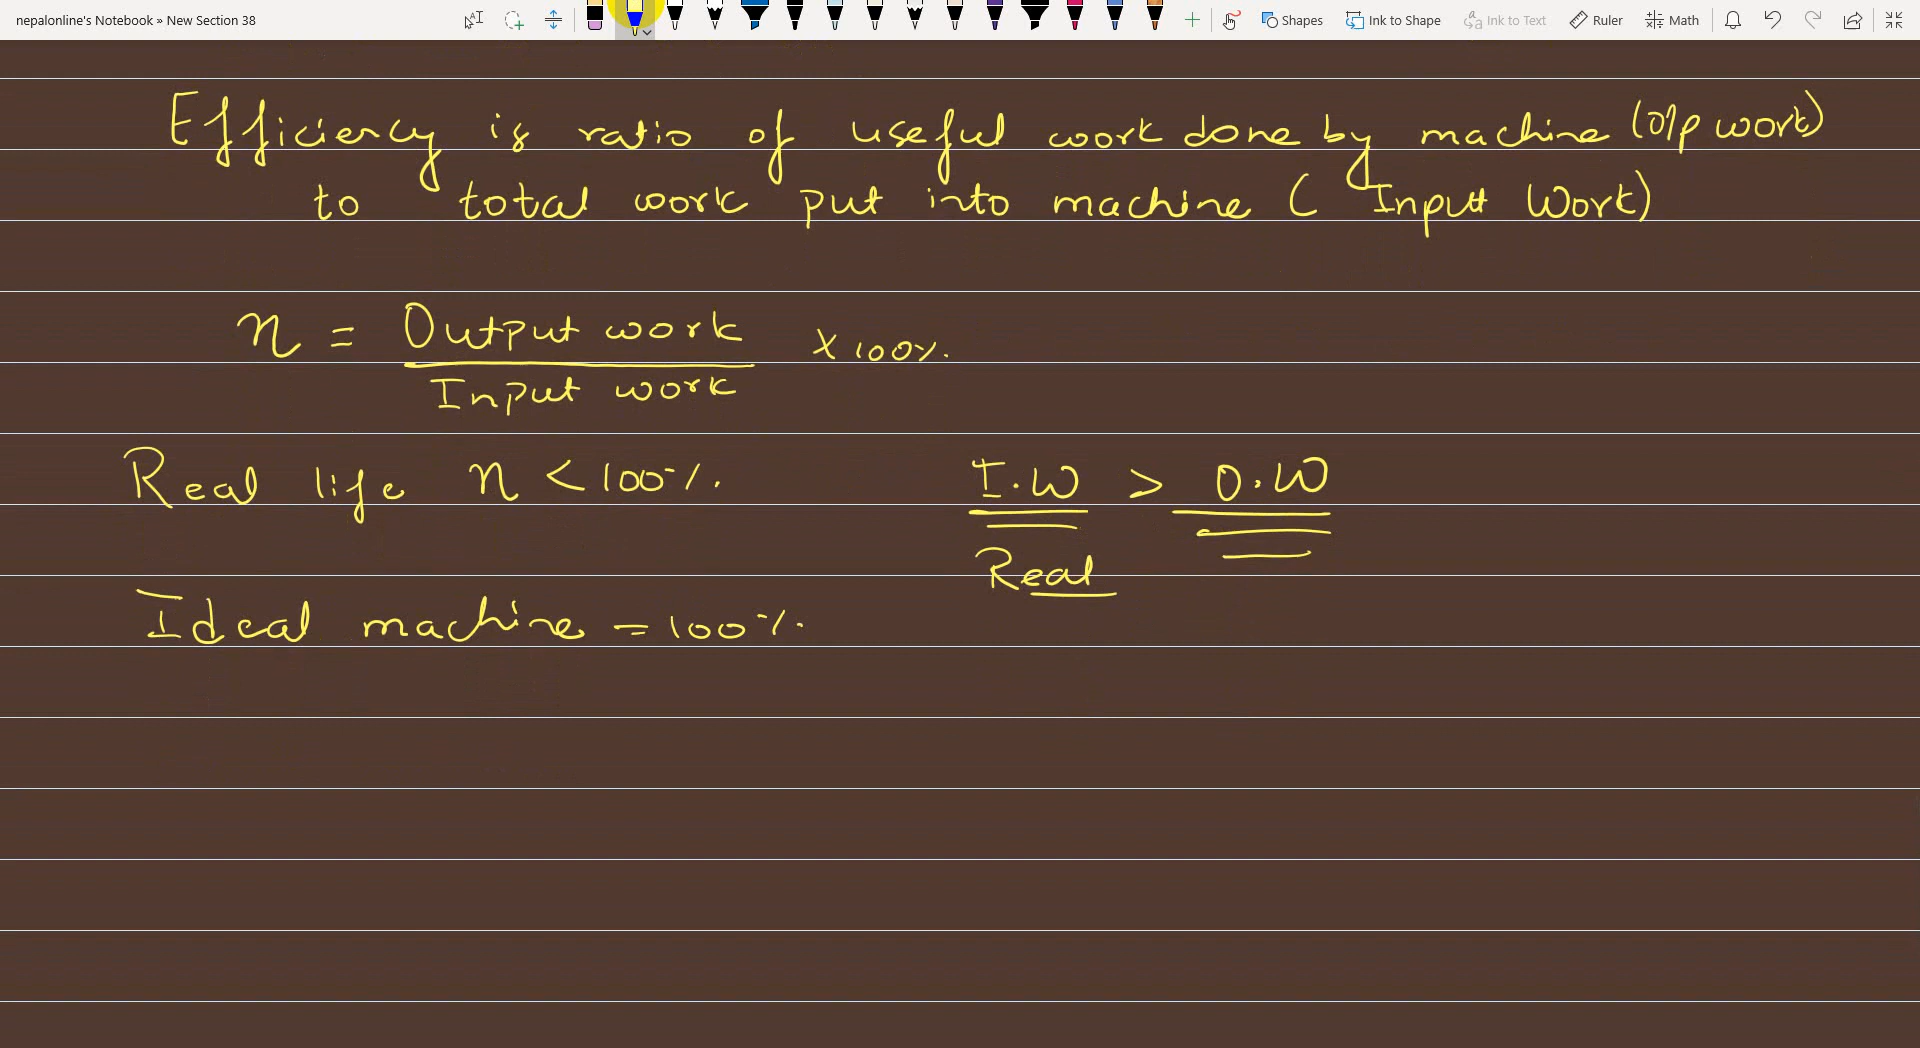 nepalonline's Notebook » New Section 38
Shapes Ink to Shape Ink to Text Ruler Math
Efficiency is ratio of useful work done by machine (o/p work)
to total work put into machine ( Input Work)
η = Output work / Input work × 100%.
Real life η < 100%. I.W > O.W
Real
Ideal machine = 100%.